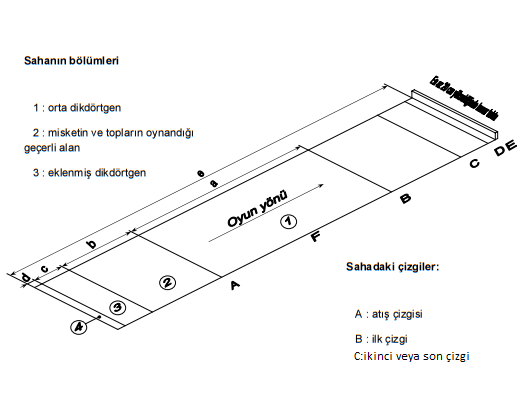 Sahanın bölümleri
1 : orta dikdörtgen
2 : misketin ve topların oynandığı
geçerli alan
3 : eklenmiş dikdörtgen
e
a
b
c
d
Oyun yönü
1
2
3
4
A
F
B
C
D E
Sahadaki çizgiler:
A : atış çizgisi
B : ilk çizgi
C:ikinci veya son çizgi